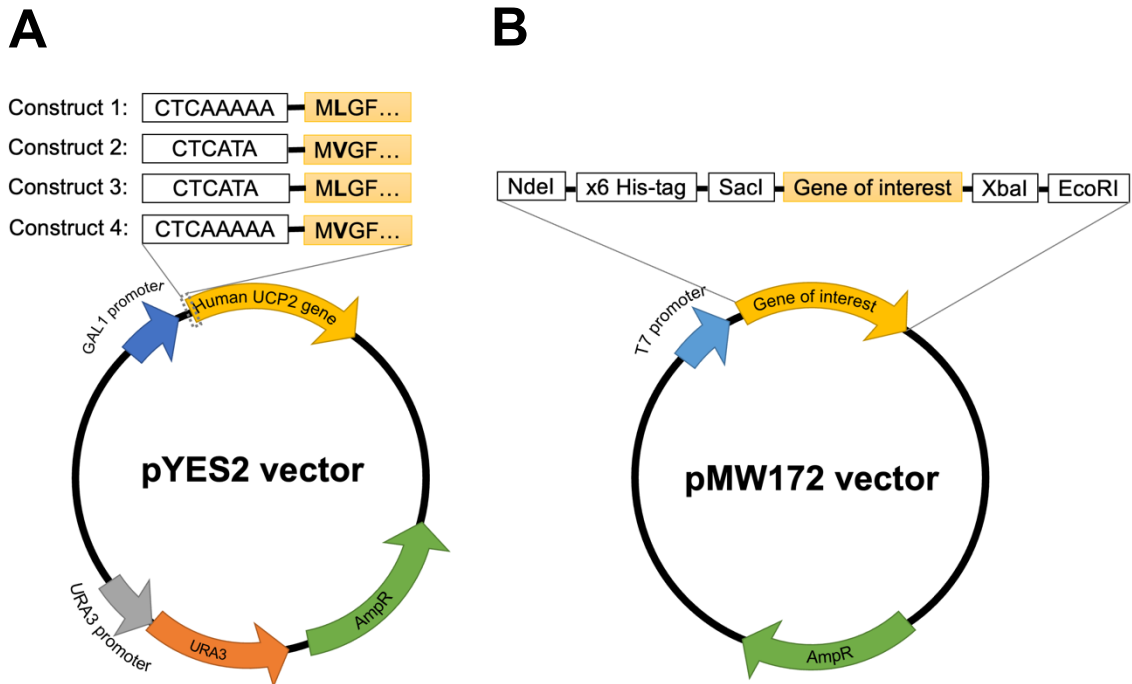 A
B
Construct 1: CTCAAAAA MLGF...
Construct 2: CTCATA MVGF...
Construct 3: CTCATA MLGF...
Construct 4: CTCAAAAA MVGF...
NdeI x6 His-tag SacI Gene of interest XbaI EcoRI
GAL1 promoter
Human UCP2 gene
T7 promoter
Gene of interest
pYES2 vector
pMW172 vector
URA3 promoter
URA3
AmpR
AmpR